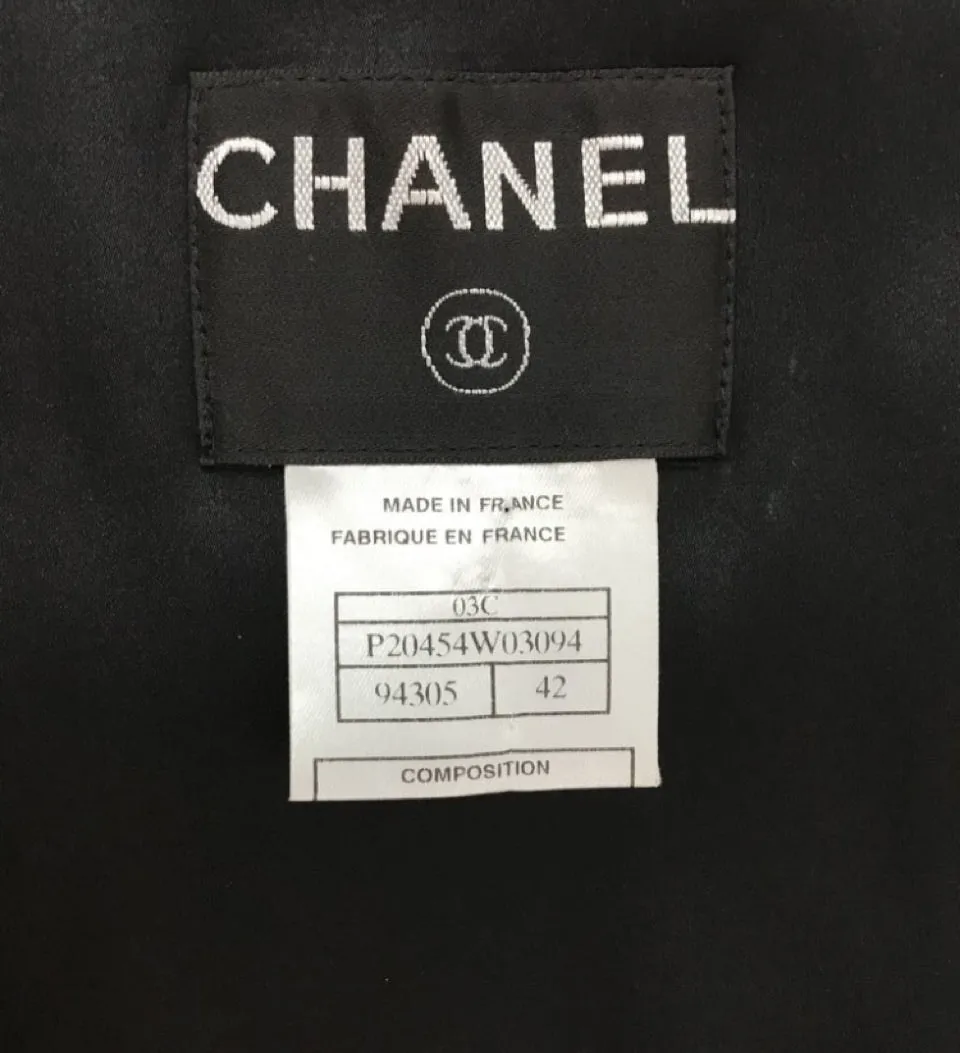 CHANEL
MADE IN FRANCE
FABRIQUE EN FRANCE
03C
P20454W03094
94305 42
COMPOSITION